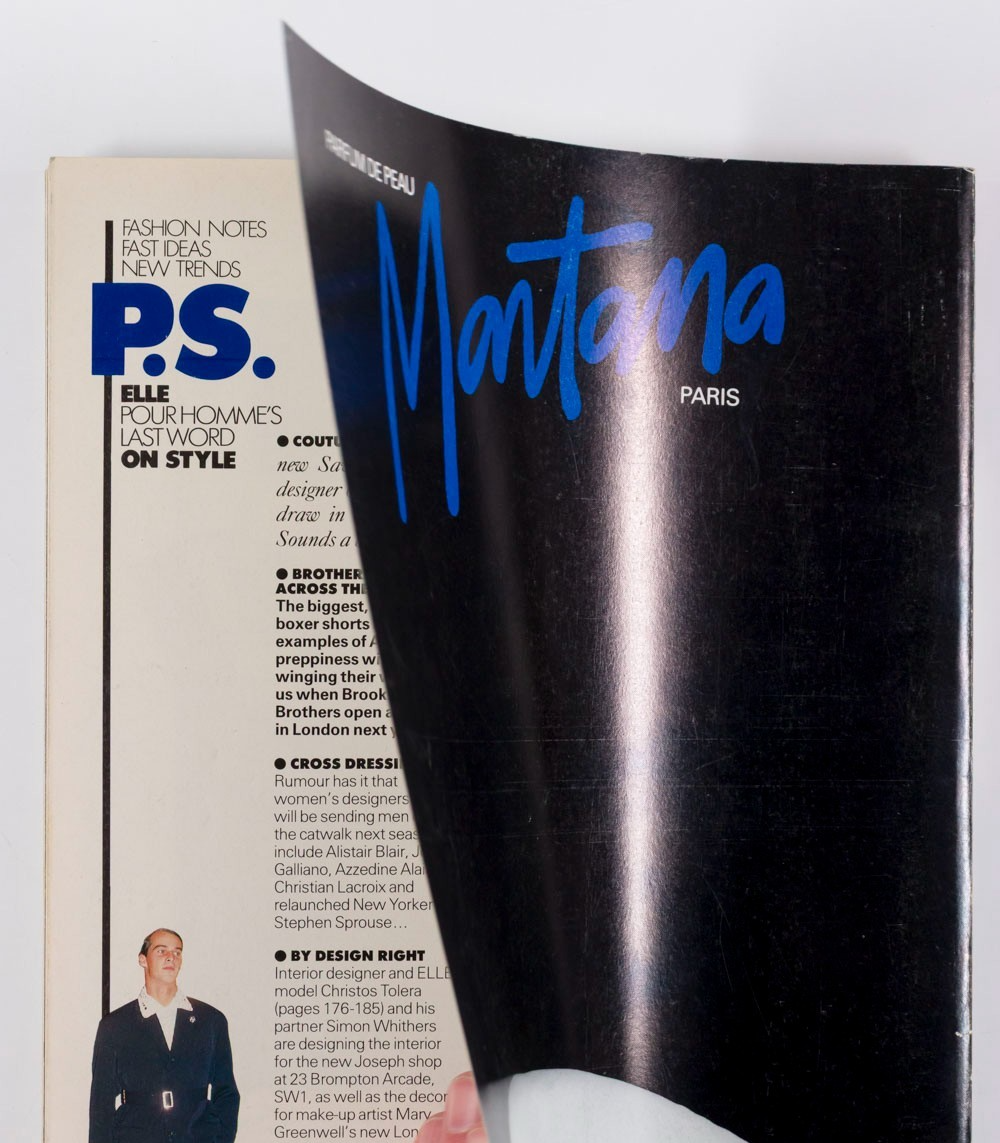 FASHION NOTES
FAST IDEAS
NEW TRENDS
P.S.
ELLE
POUR HOMME'S
LAST WORD
ON STYLE
● COUTU
new Sa
designer
draw in
Sounds a
● BROTHER
ACROSS TH
The biggest,
boxer shorts
examples of A
preppiness wi
winging their
us when Brook
Brothers open a
in London next
● CROSS DRESSI
Rumour has it that
women's designers
will be sending men
the catwalk next seas
include Alistair Blair, J
Galliano, Azzedine Alai
Christian Lacroix and
relaunched New Yorker
Stephen Sprouse...
● BY DESIGN RIGHT
Interior designer and ELLE
model Christos Tolera
(pages 176-185) and his
partner Simon Whithers
are designing the interior
for the new Joseph shop
at 23 Brompton Arcade,
SW1, as well as the decor
for make-up artist Mary
Greenwell's new Lon
PARFUM DE PEAU
Montana
PARIS